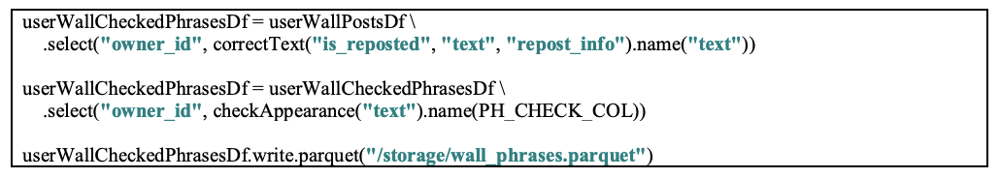 userWallCheckedPhrasesDf = userWallPostsDf \
.select("owner_id", correctText("is_reposted", "text", "repost_info").name("text"))
userWallCheckedPhrasesDf = userWallCheckedPhrasesDf \
.select("owner_id", checkAppearance("text").name(PH_CHECK_COL))
userWallCheckedPhrasesDf.write.parquet("/storage/wall_phrases.parquet")